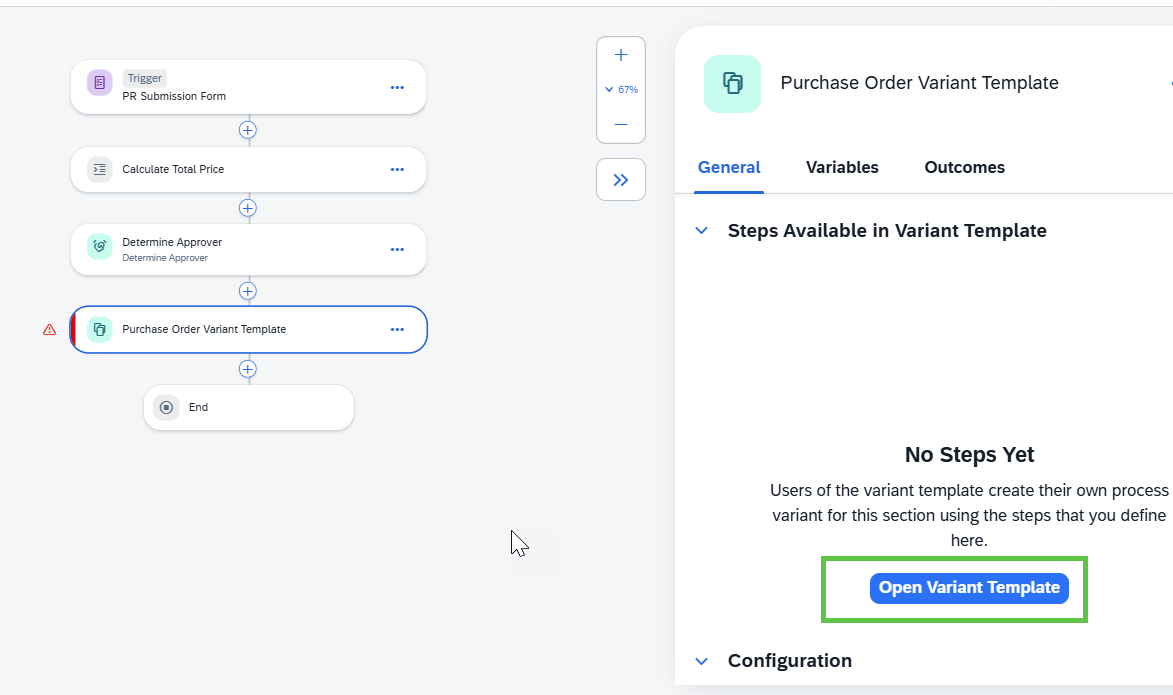 Trigger
PR Submission Form
Calculate Total Price
Determine Approver
Determine Approver
Purchase Order Variant Template
End
67%
Purchase Order Variant Template
General Variables Outcomes
Steps Available in Variant Template
No Steps Yet
Users of the variant template create their own process
variant for this section using the steps that you define
here.
Open Variant Template
Configuration